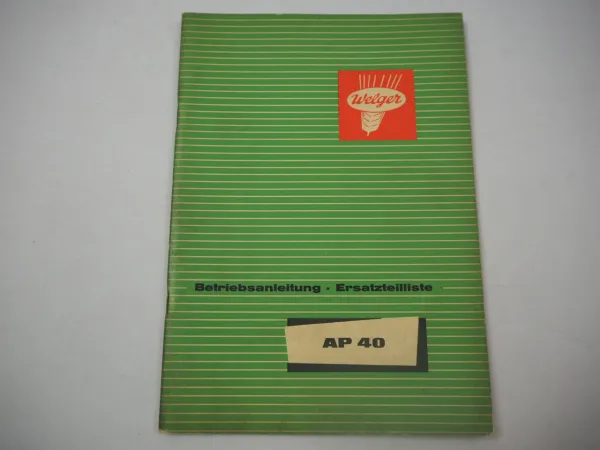 Welger
Betriebsanleitung · Ersatzteilliste
AP 40